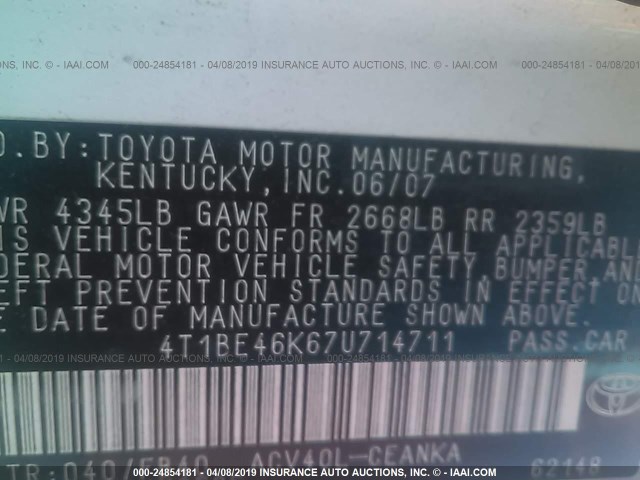 000-24854181 - 04/08/2019 INSURANCE AUTO AUCTIONS, INC. © - IAAI.COM
BY: TOYOTA MOTOR MANUFACTURING,
KENTUCKY, INC. 06/07
WR 4345LB GAWR FR 2668LB RR 2359LB
IS VEHICLE CONFORMS TO ALL APPLICABLE
DERAL MOTOR VEHICLE SAFETY, BUMPER, AND
EFT PREVENTION STANDARDS IN EFFECT ON
E DATE OF MANUFACTURE SHOWN ABOVE.
4T1BE46K67U714711 PASS.CAR
000-24854181 - 04/08/2019 INSURANCE AUTO AUCTIONS, INC. © - IAAI.COM
TR:040/FB40 ACV40L-CEANKA 62148
TOYOTA
000-24854181 - 04/08/2019 INSURANCE AUTO AUCTIONS, INC. © - IAAI.COM